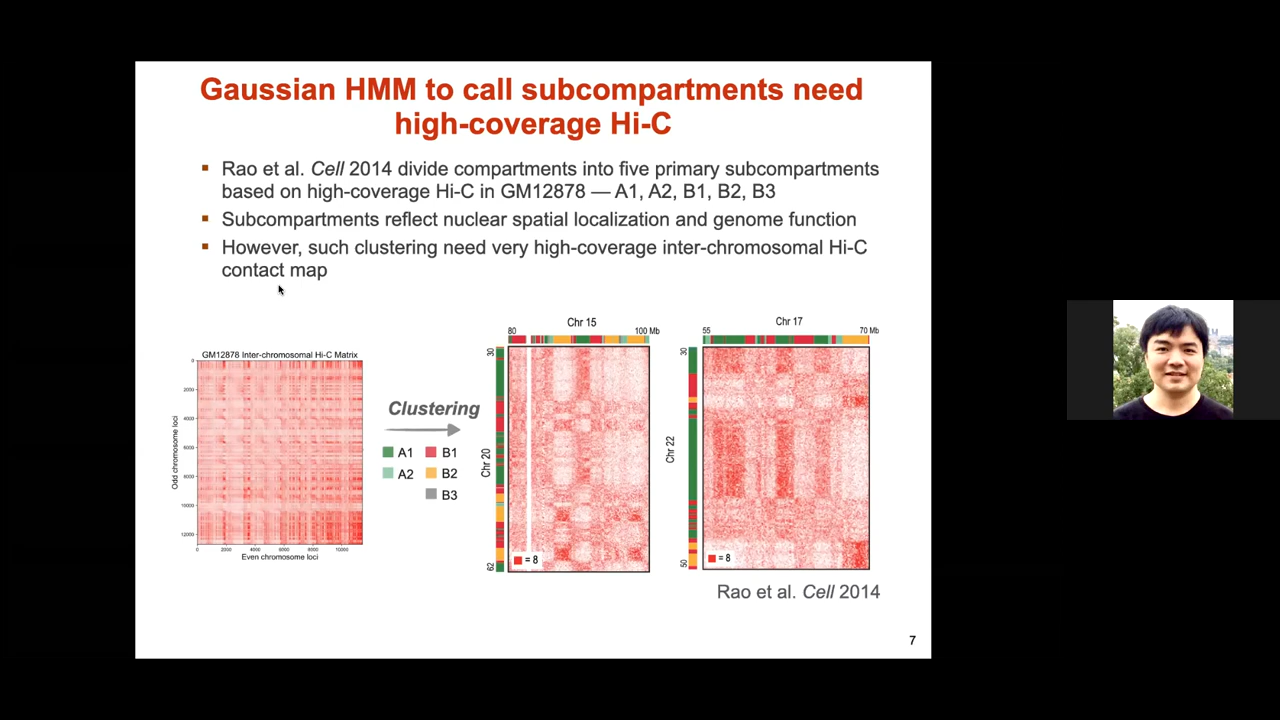 Gaussian HMM to call subcompartments need
high-coverage Hi-C
Rao et al. Cell 2014 divide compartments into five primary subcompartments
based on high-coverage Hi-C in GM12878 — A1, A2, B1, B2, B3
Subcompartments reflect nuclear spatial localization and genome function
However, such clustering need very high-coverage inter-chromosomal Hi-C
contact map
GM12878 Inter-chromosomal Hi-C Matrix
0
2000
4000
6000
8000
10000
12000
Odd chromosome loci
0 2000 4000 6000 8000 10000
Even chromosome loci
Clustering
A1 B1
A2 B2
B3
Chr 15
80 100 Mb
30
Chr 20
62
= 8
Chr 17
55 70 Mb
30
Chr 22
50
= 8
Rao et al. Cell 2014
7